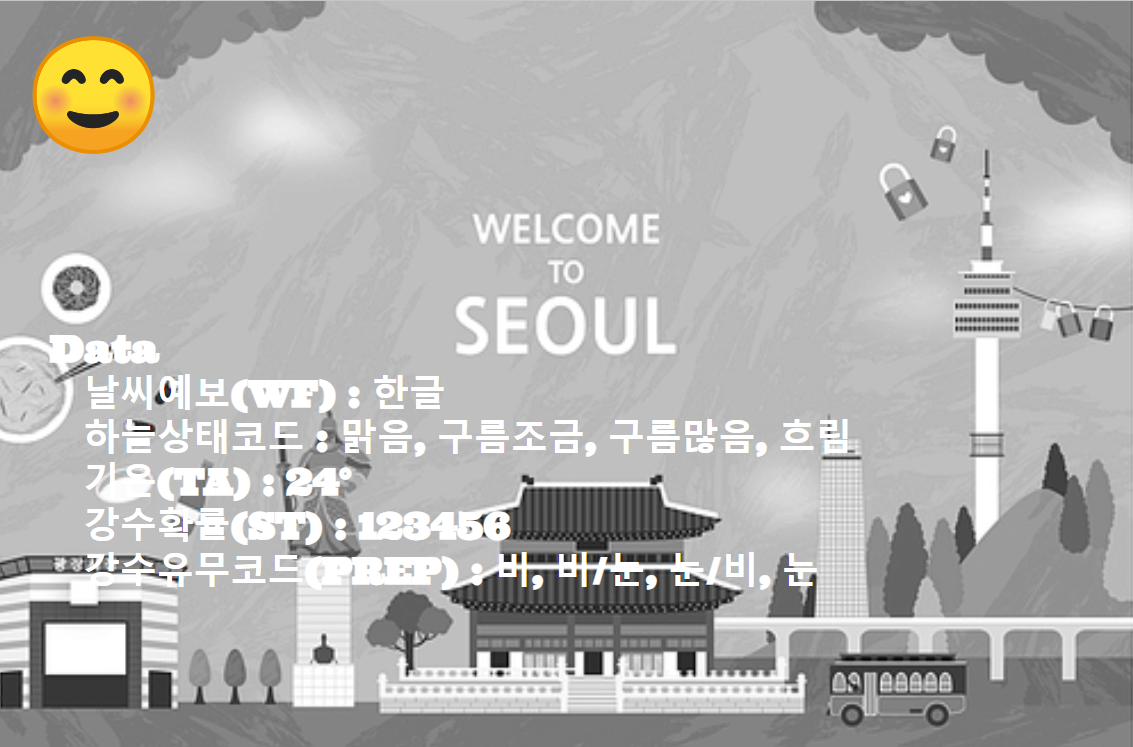 WELCOME
TO
SEOUL
Data
날씨예보(WF) : 한글
하늘상태코드 : 맑음, 구름조금, 구름많음, 흐림
기온(TA) : 24°
강수확률(ST) : 123456
강수유무코드(PREP) : 비, 비/눈, 눈/비, 눈